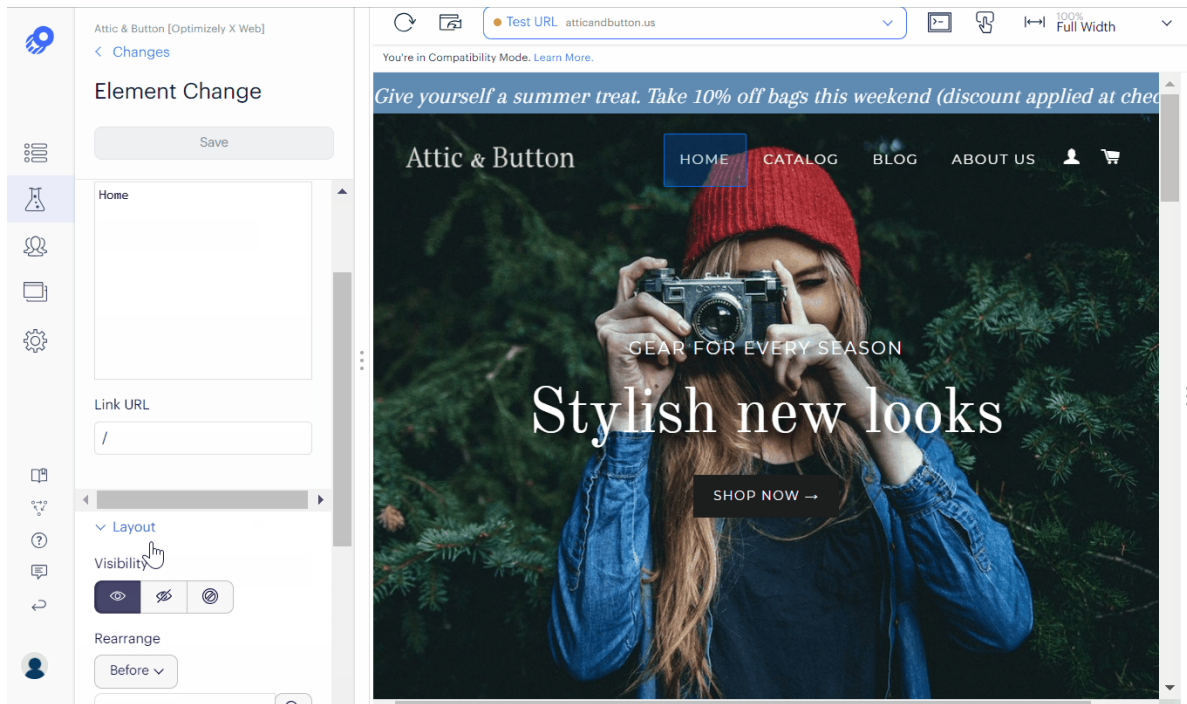 Attic & Button [Optimizely X Web]
Changes
Element Change
Save
Home
Link URL
/
Layout
Visibility
Rearrange
Before
Test URL atticandbutton.us
100%
Full Width
You're in Compatibility Mode. Learn More.
Give yourself a summer treat. Take 10% off bags this weekend (discount applied at chec
Attic & Button
HOME CATALOG BLOG ABOUT US
GEAR FOR EVERY SEASON
Stylish new looks
SHOP NOW →